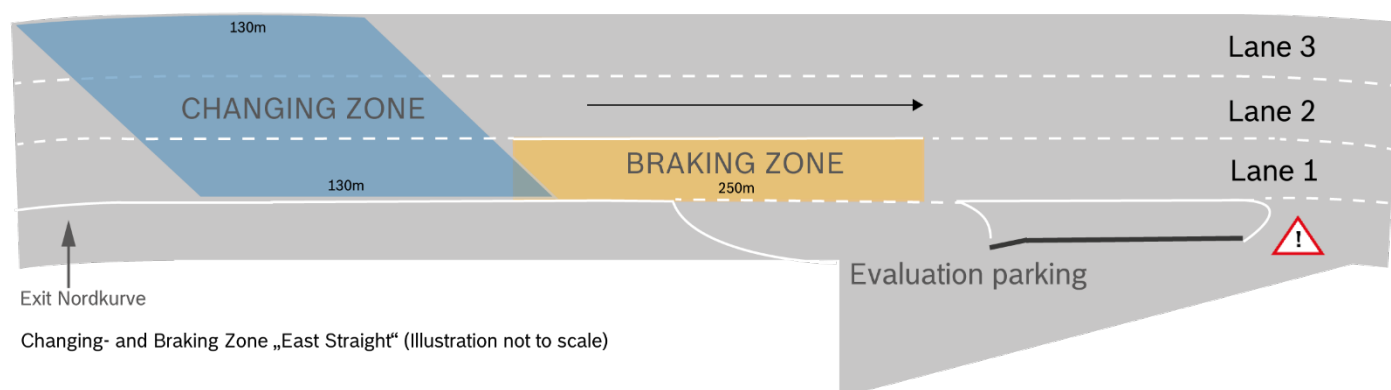 130m
Lane 3
CHANGING ZONE
Lane 2
BRAKING ZONE
Lane 1
130m
250m
!
Evaluation parking
Exit Nordkurve
Changing- and Braking Zone „East Straight“ (Illustration not to scale)